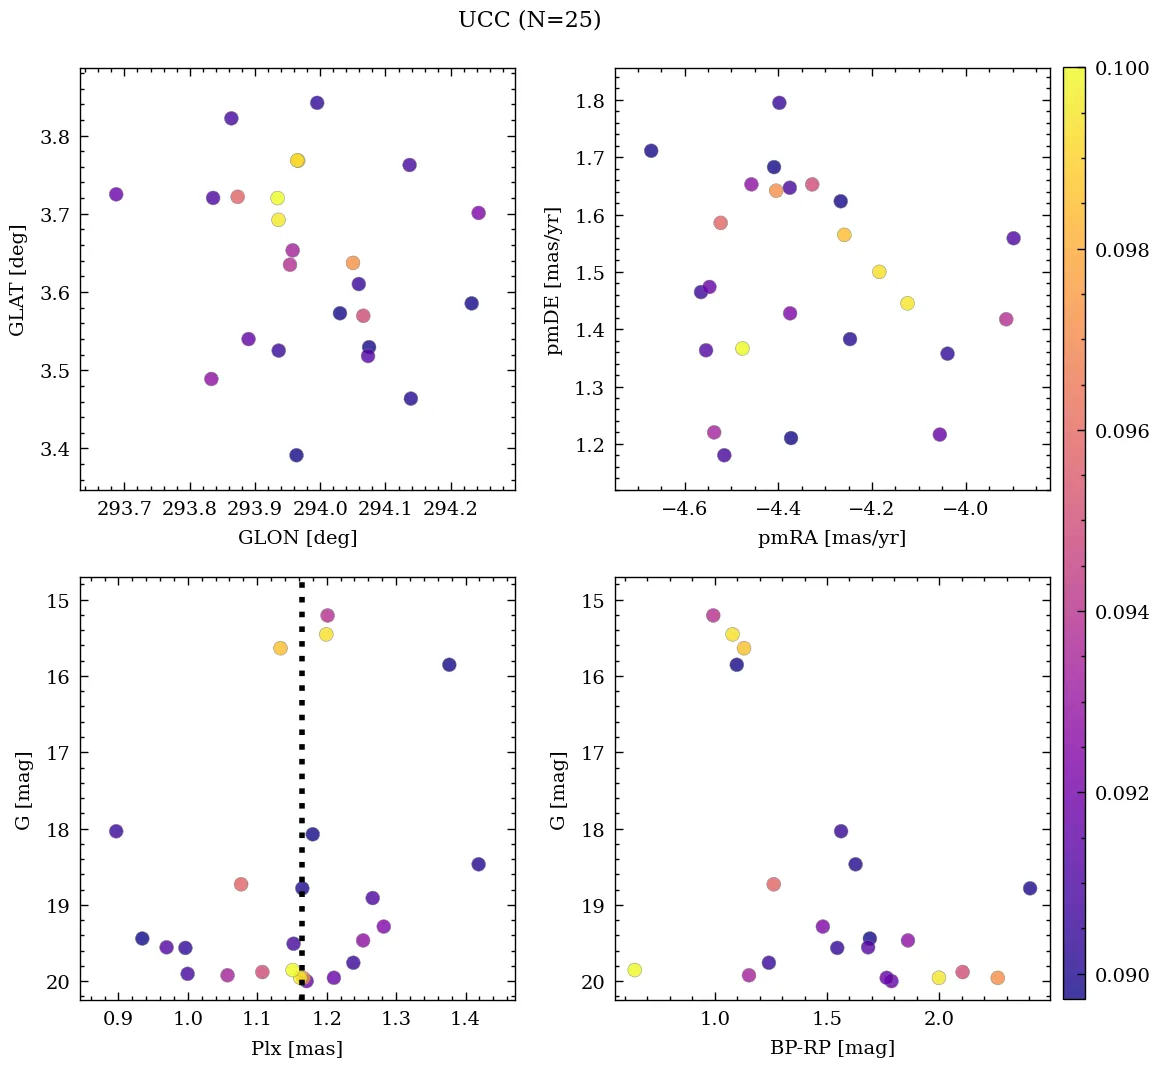 UCC (N=25)
3.8
3.7
3.6
3.5
3.4
GLAT [deg]
293.7 293.8 293.9 294.0 294.1 294.2
GLON [deg]
1.8
1.7
1.6
1.5
1.4
1.3
1.2
pmDE [mas/yr]
−4.6 −4.4 −4.2 −4.0
pmRA [mas/yr]
15
16
17
18
19
20
G [mag]
0.9 1.0 1.1 1.2 1.3 1.4
Plx [mas]
15
16
17
18
19
20
G [mag]
1.0 1.5 2.0
BP-RP [mag]
0.100
0.098
0.096
0.094
0.092
0.090